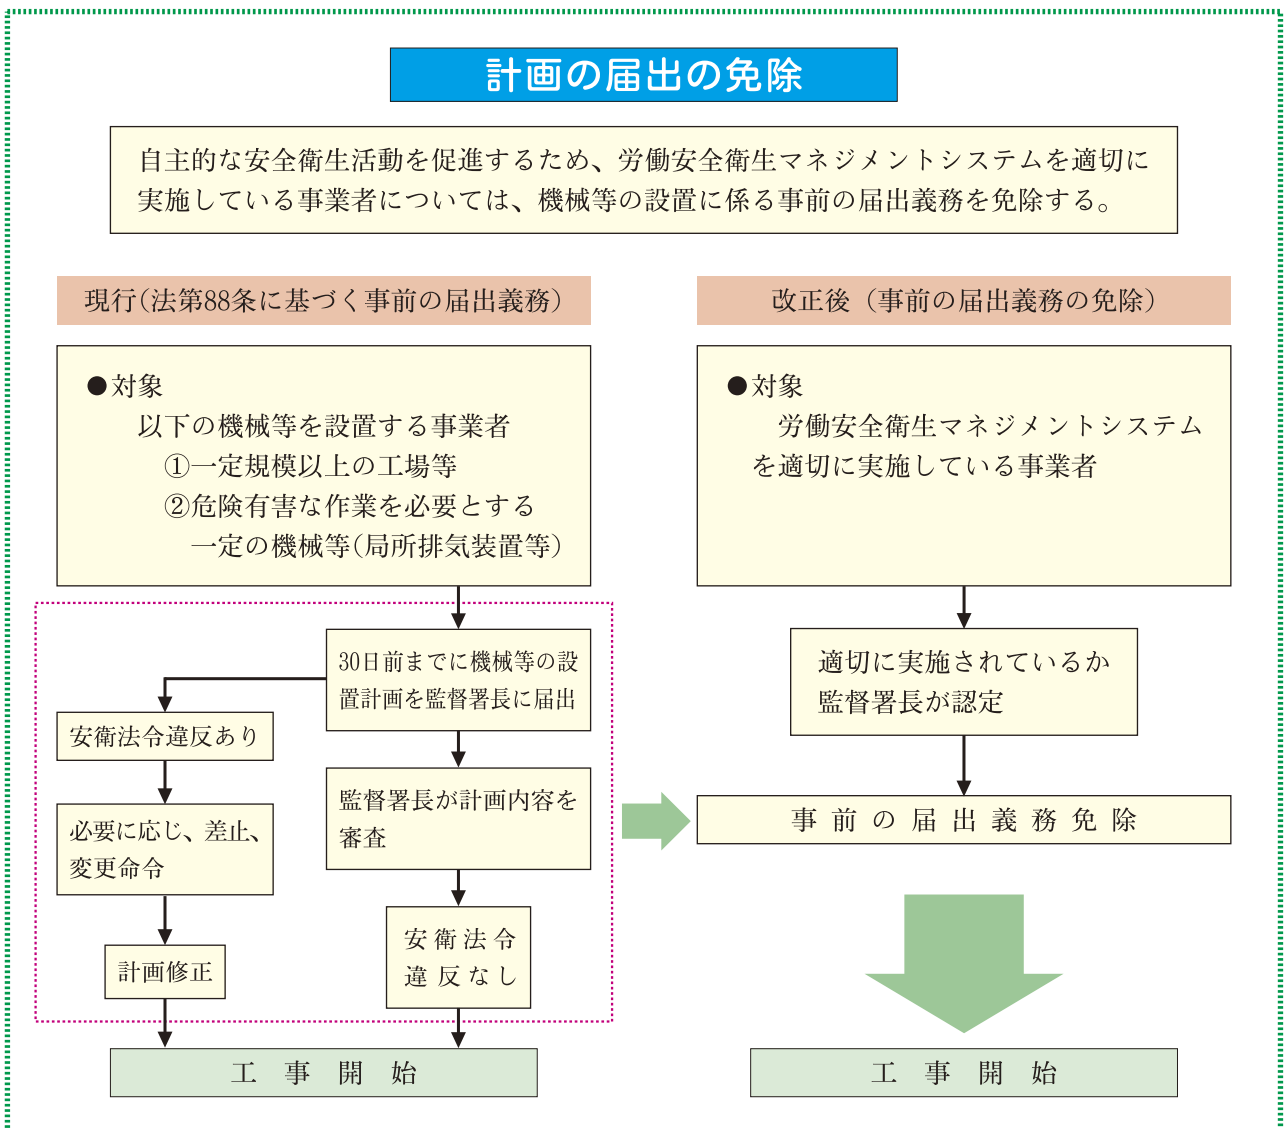 計画の届出の免除
自主的な安全衛生活動を促進するため、労働安全衛生マネジメントシステムを適切に
実施している事業者については、機械等の設置に係る事前の届出義務を免除する。
現行(法第88条に基づく事前の届出義務)
●対象
以下の機械等を設置する事業者
①一定規模以上の工場等
②危険有害な作業を必要とする
一定の機械等(局所排気装置等)
30日前までに機械等の設
置計画を監督署長に届出
安衛法令違反あり
監督署長が計画内容を
審査
必要に応じ、差止、
変更命令
安衛法令
違反なし
計画修正
工事開始
改正後（事前の届出義務の免除）
●対象
労働安全衛生マネジメントシステム
を適切に実施している事業者
適切に実施されているか
監督署長が認定
事前の届出義務免除
工事開始